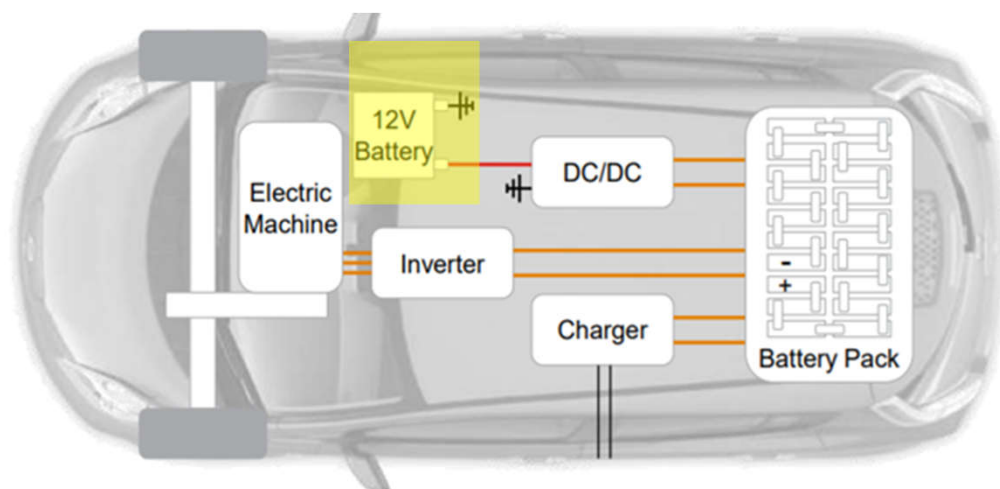 12V
Battery
DC/DC
Electric
Machine
Inverter
-
+
Charger
Battery Pack